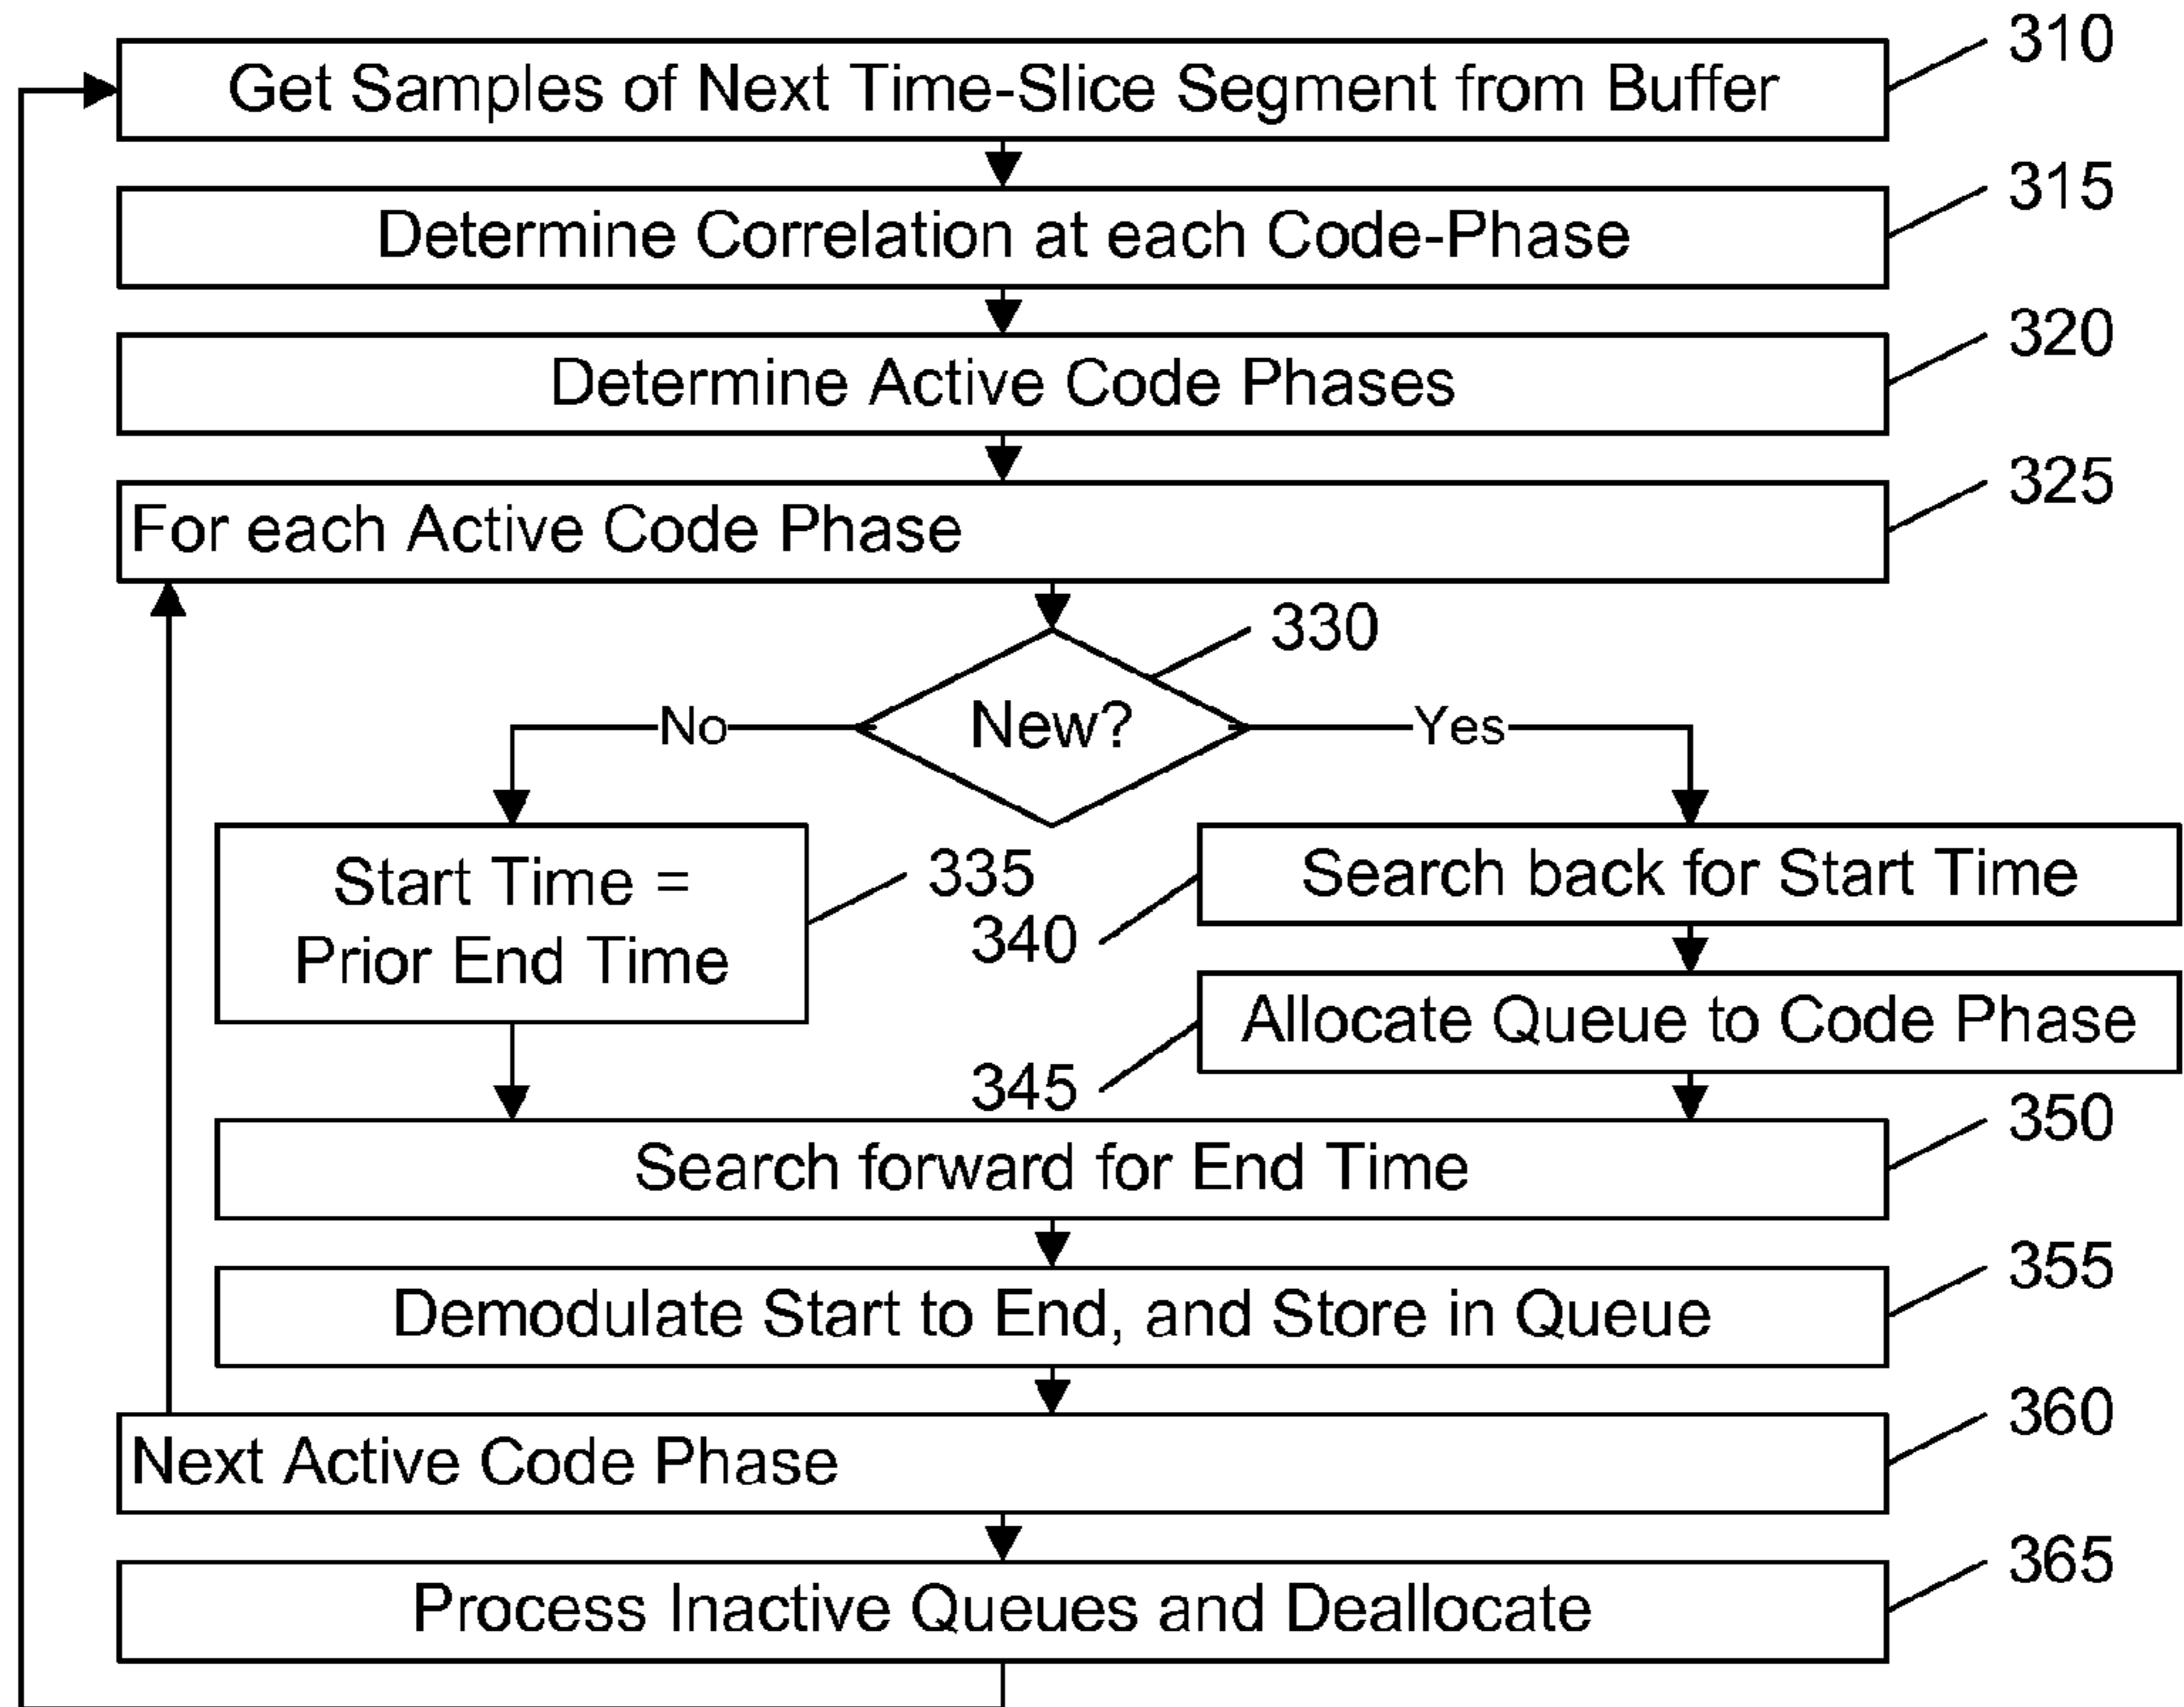 Get Samples of Next Time-Slice Segment from Buffer
310
Determine Correlation at each Code-Phase
315
Determine Active Code Phases
320
For each Active Code Phase
325
330
New?
No
Yes
Start Time =
Prior End Time
335
Search back for Start Time
340
Allocate Queue to Code Phase
345
Search forward for End Time
350
Demodulate Start to End, and Store in Queue
355
Next Active Code Phase
360
Process Inactive Queues and Deallocate
365